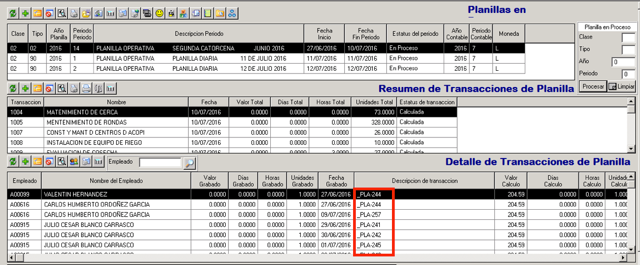 Planillas en
Clase Tipo Año Planilla Periodo Periodo Descripcion Periodo Fecha Inicio Fecha Fin Periodo Estatus del periodo Año Contable Periodo Contable Moneda
02 02 2016 14 PLANILLA OPERATIVA SEGUNDA CATORCENA JUNIO 2016 27/06/2016 10/07/2016 En Proceso 2016 7 L
02 90 2016 1 PLANILLA OPERATIVA PLANILLA DIARIA 11 DE JULIO 2016 11/07/2016 11/07/2016 En Proceso 2016 7 L
02 90 2016 2 PLANILLA OPERATIVA PLANILLA DIARIA 12 DE JULIO 2016 12/07/2016 12/07/2016 En Proceso 2016 7 L
Planilla en Proceso
Clase
Tipo
Año: 0
Periodo 0
Procesar Limpiar
Resumen de Transacciones de Planilla
Transaccion Nombre Fecha Valor Total Dias Total Horas Total Unidades Total Estatus de transaccion
1004 MATENIMIENTO DE CERCA 10/07/2016 0.0000 0.0000 0.0000 73.0000 Calculada
1005 MENTENIMIENTO DE RONDAS 10/07/2016 0.0000 0.0000 0.0000 328.0000 Calculada
1007 CONST Y MANT D CENTROS D ACOPI 10/07/2016 0.0000 0.0000 0.0000 26.0000 Calculada
1008 INSTALACION DE EQUIPO DE RIEGO 10/07/2016 0.0000 0.0000 0.0000 10.0000 Calculada
Detalle de Transacciones de Planilla
Empleado
Empleado Nombre del Empleado Valor Grabado Dias Grabado Horas Grabado Unidades Grabado Fecha Grabado Descripcion de transaccion Valor Calculo Dias Calculo Horas Calculo Unidades Calculo
A00099 VALENTIN HERNANDEZ 0.0000 0.0000 0.0000 1.0000 27/06/2016 _PLA-244 204.59 0.0000 0.0000 1.000
A00616 CARLOS HUMBERTO ORDOÑEZ GARCIA 0.0000 0.0000 0.0000 1.0000 27/06/2016 _PLA-244 204.59 0.0000 0.0000 1.000
A00616 CARLOS HUMBERTO ORDOÑEZ GARCIA 0.0000 0.0000 0.0000 1.0000 09/07/2016 _PLA-257 204.59 0.0000 0.0000 1.000
A00915 JULIO CESAR BLANCO CARRASCO 0.0000 0.0000 0.0000 1.0000 29/06/2016 _PLA-241 204.59 0.0000 0.0000 1.000
A00915 JULIO CESAR BLANCO CARRASCO 0.0000 0.0000 0.0000 1.0000 30/06/2016 _PLA-242 204.59 0.0000 0.0000 1.000
A00915 JULIO CESAR BLANCO CARRASCO 0.0000 0.0000 0.0000 1.0000 01/07/2016 _PLA-245 204.59 0.0000 0.0000 1.000